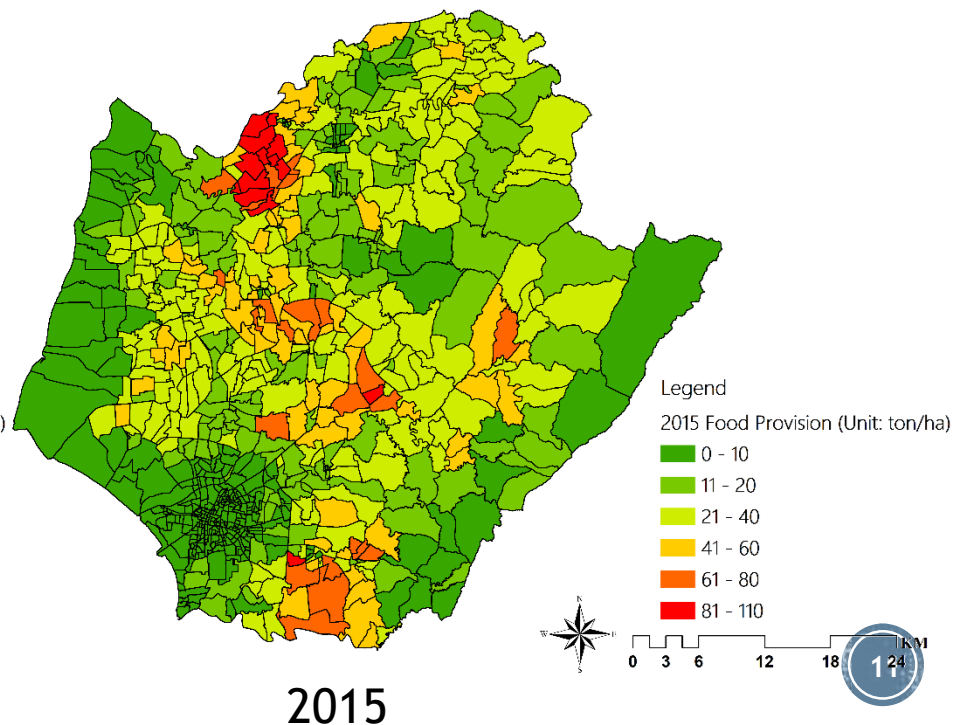 )
Legend
2015 Food Provision (Unit: ton/ha)
0 - 10
11 - 20
21 - 40
41 - 60
61 - 80
81 - 110
N
W E
S
KM
0 3 6 12 18 24
11
2015